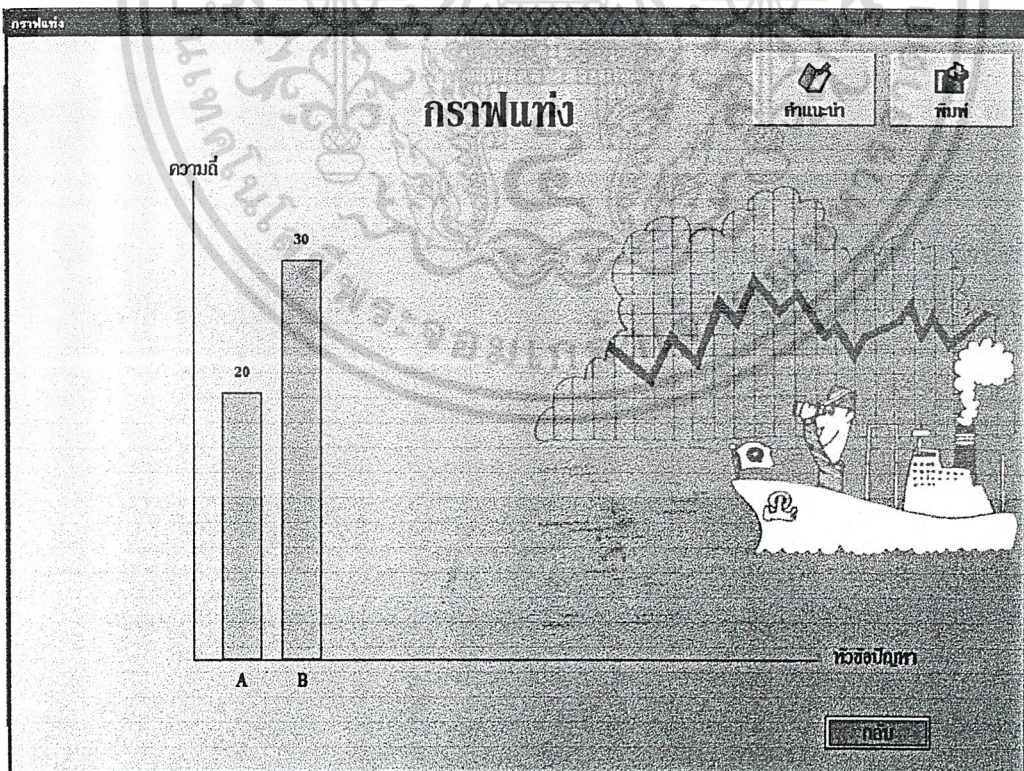 กราฟแท่ง
คำแนะนำ
พิมพ์
กราฟแท่ง
ความถี่
30
20
A B
หัวข้อปัญหา
กลับ